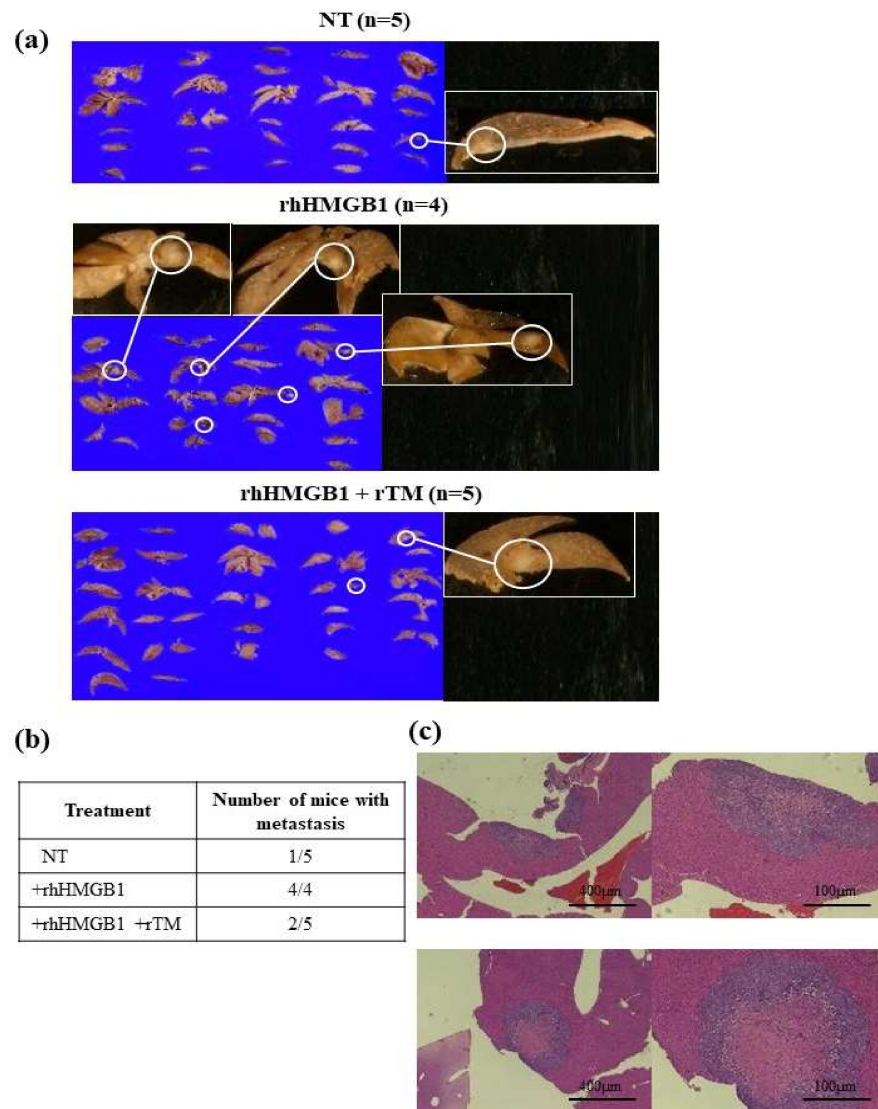 NT (n=5)
(a)
rhHMGB1 (n=4)
rhHMGB1 + rTM (n=5)
(b)
Treatment
Number of mice with
metastasis
NT
1/5
+rhHMGB1
4/4
+rhHMGB1 +rTM
2/5
(c)
400μm
100μm
400μm
100μm